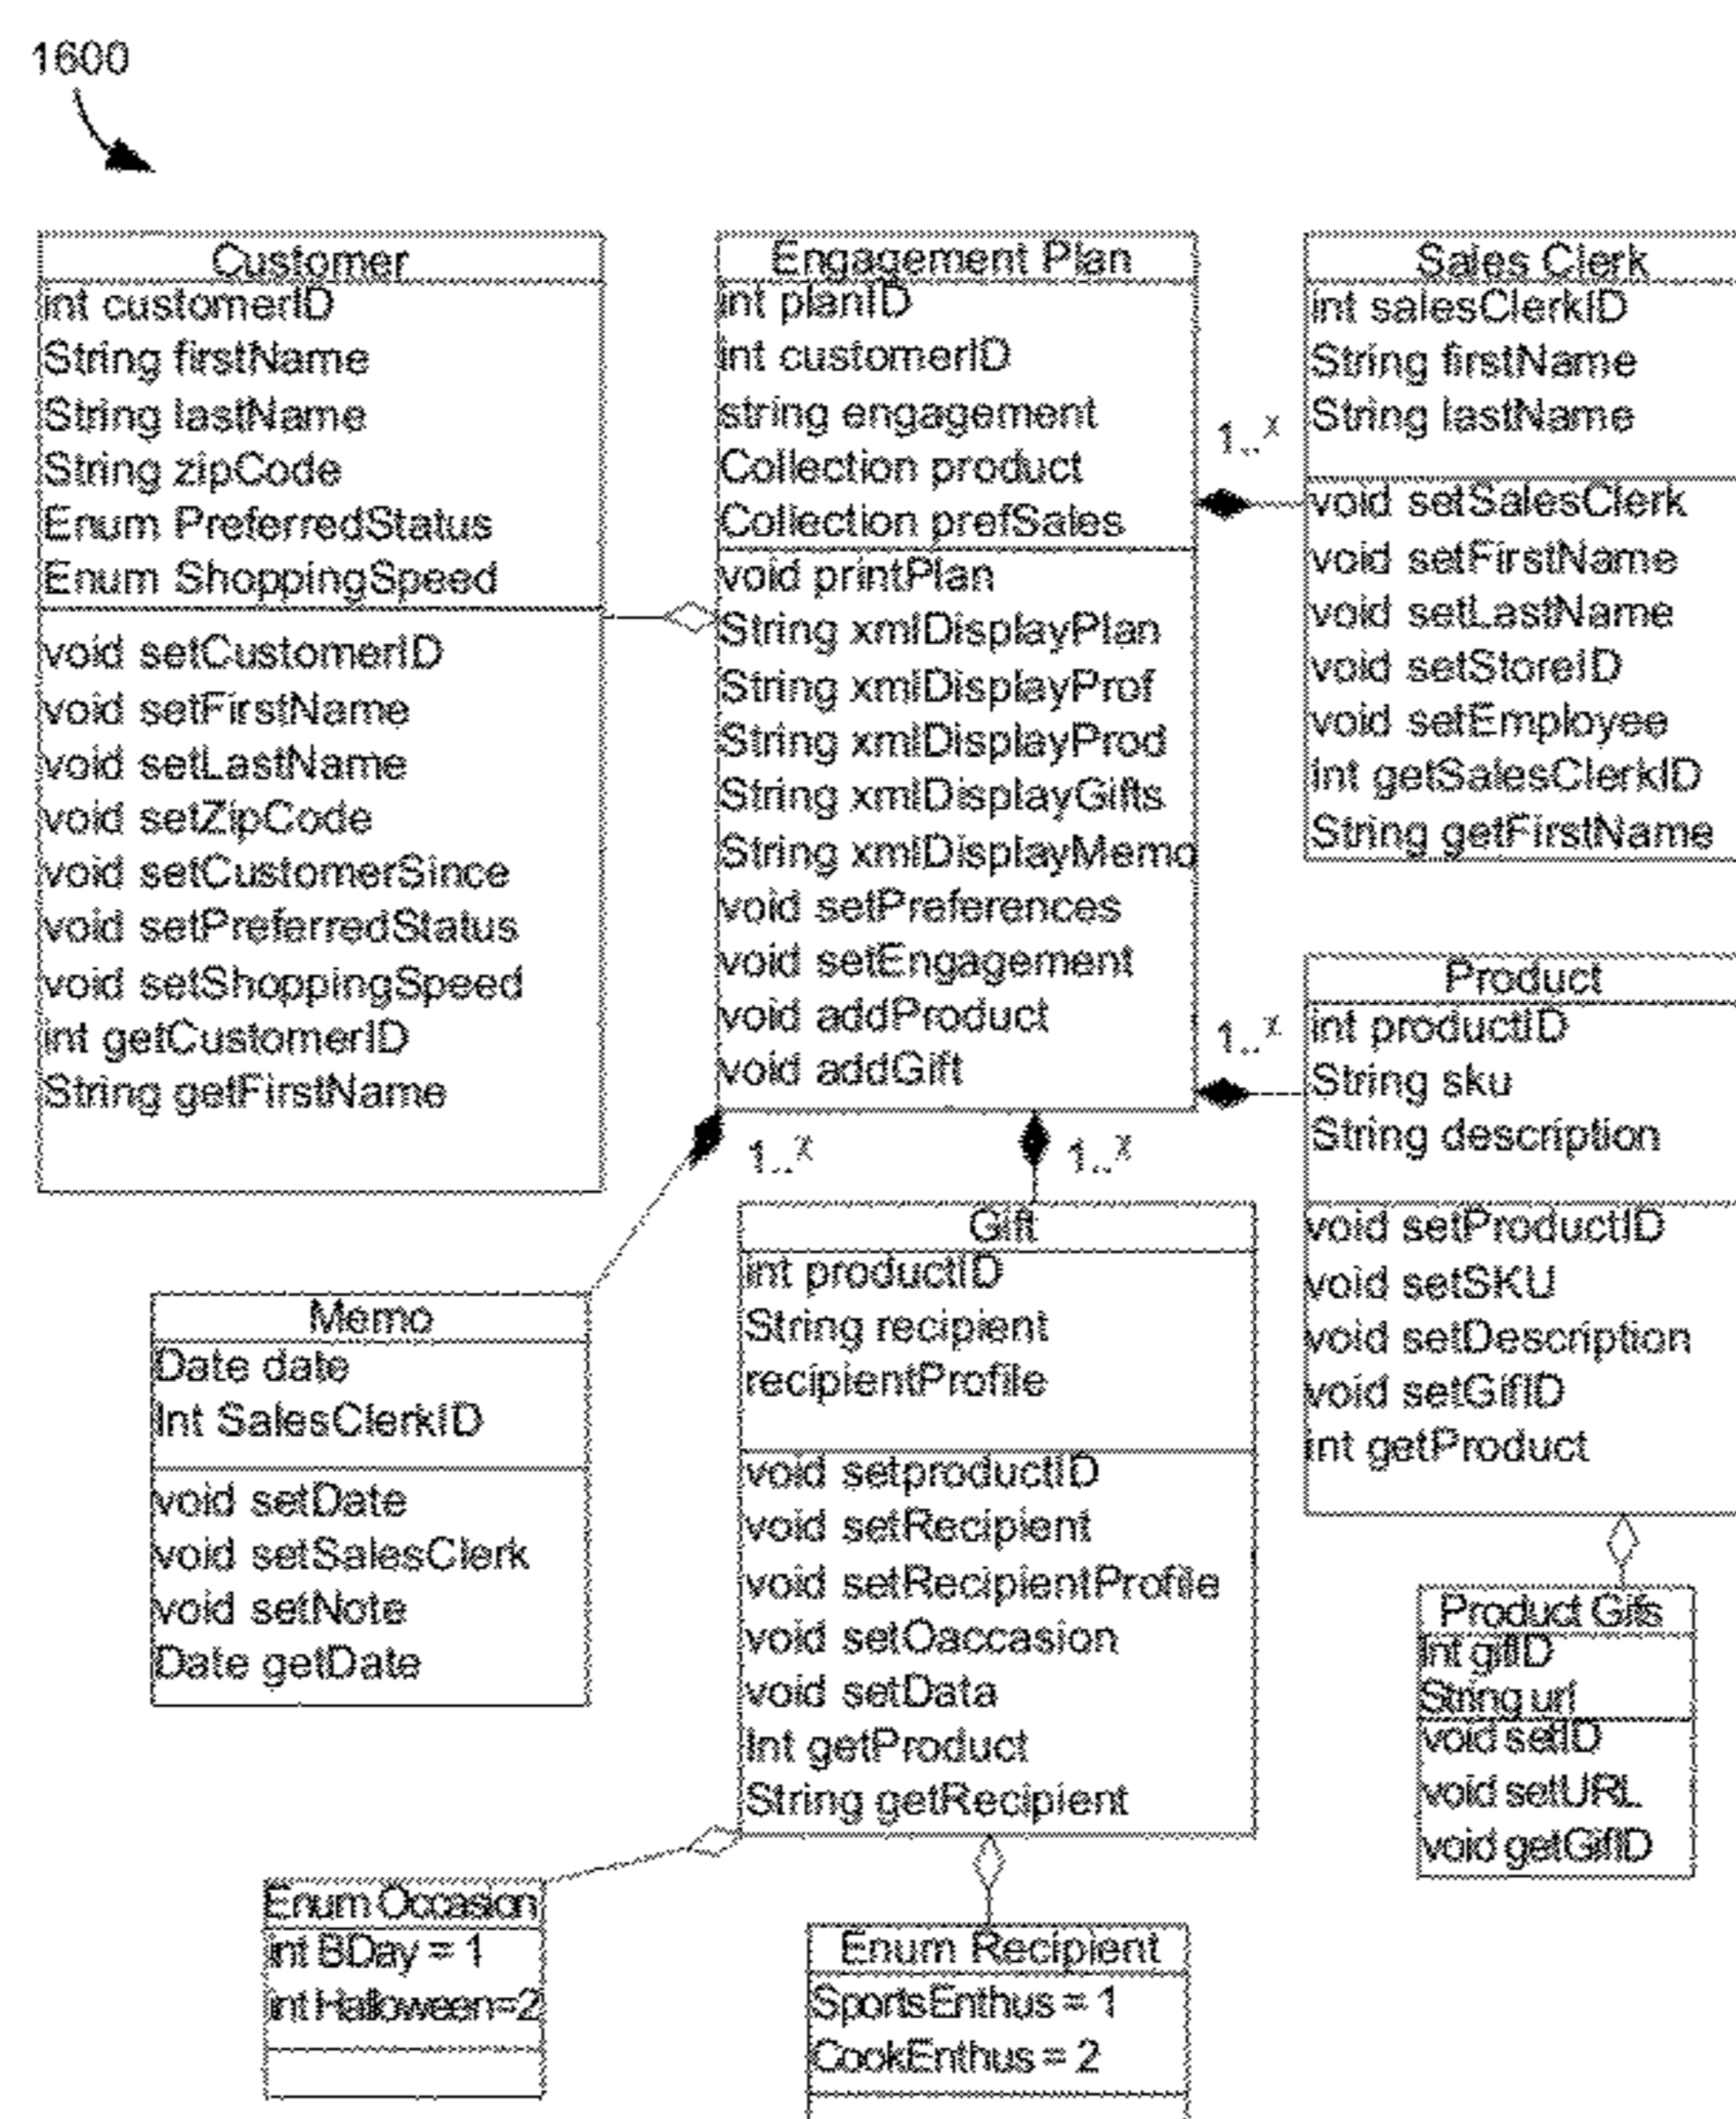 1600
Customer
int customerID
String firstName
String lastName
String zipCode
Enum PreferredStatus
Enum ShoppingSpeed
void setCustomerID
void setFirstName
void setLastName
void setZipCode
void setCustomerSince
void setPreferredStatus
void setShoppingSpeed
int getCustomerID
String getFirstName
Engagement Plan
int planID
int customerID
string engagement
Collection product
Collection prefSales
void printPlan
String xmlDisplayPlan
String xmlDisplayProf
String xmlDisplayProd
String xmlDisplayGifts
String xmlDisplayMemo
void setPreferences
void setEngagement
void addProduct
void addGift
1..x
Sales Clerk
int salesClerkID
String firstName
String lastName
void setSalesClerk
void setFirstName
void setLastName
void setStoreID
void setEmployee
int getSalesClerkID
String getFirstName
1..x
Product
int productID
String sku
String description
void setProductID
void setSKU
void setDescription
void setGifID
int getProduct
1..x
1..x
Memo
Date date
Int SalesClerkID
void setDate
void setSalesClerk
void setNote
Date getDate
Gift
int productID
String recipient
recipientProfile
void setproductID
void setRecipient
void setRecipientProfile
void setOaccasion
void setData
Int getProduct
String getRecipient
Product Gifs
Int gifID
String url
void setID
void setURL
void getGifID
Enum Occasion
int BDay = 1
int Halloween=2
Enum Recipient
SportsEnthus = 1
CookEnthus = 2